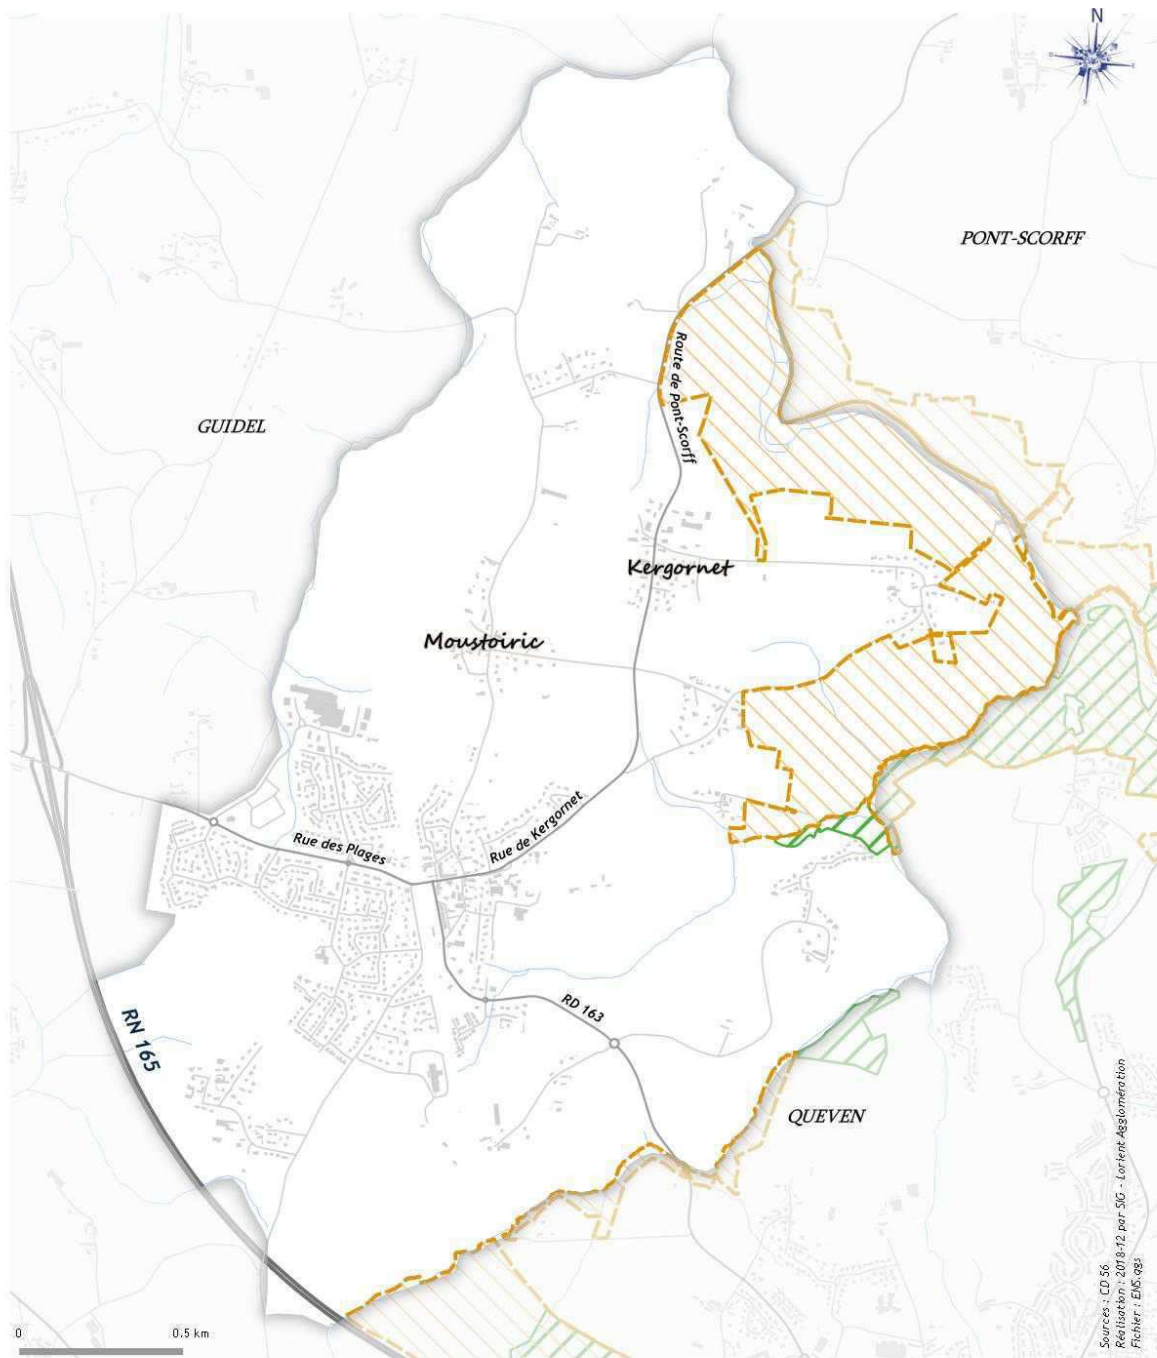 N
PONT-SCORFF
GUIDEL
Route de Pont-Scorff
Kergornet
Moustoiric
Rue des Plages
Rue de Kergornet
RN 165
RD 163
QUEVEN
0
0.5 km
Sources : CD 56
Réalisation : 2018-12 par SIG - Lorient Agglomération
Fichier : ENS.qgs